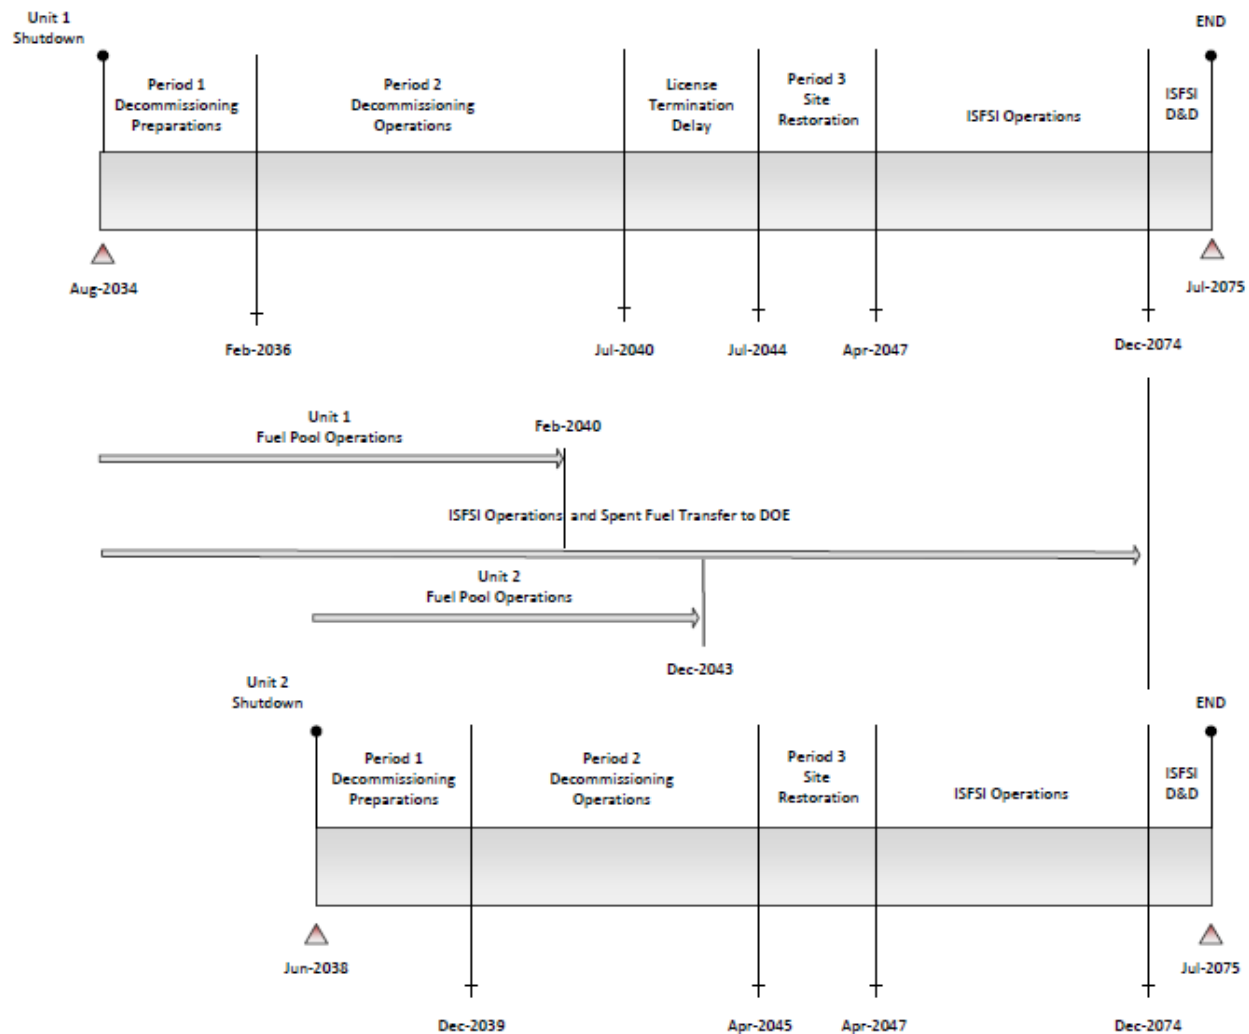 Unit 1
Shutdown
END
Period 1
Decommissioning
Preparations
Period 2
Decommissioning
Operations
License
Termination
Delay
Period 3
Site
Restoration
ISFSI Operations
ISFSI
D&D
Aug-2034
Jul-2075
Feb-2036
Jul-2040
Jul-2044
Apr-2047
Dec-2074
Unit 1
Fuel Pool Operations
Feb-2040
ISFSI Operations and Spent Fuel Transfer to DOE
Unit 2
Fuel Pool Operations
Dec-2043
Unit 2
Shutdown
END
Period 1
Decommissioning
Preparations
Period 2
Decommissioning
Operations
Period 3
Site
Restoration
ISFSI Operations
ISFSI
D&D
Jun-2038
Jul-2075
Dec-2039
Apr-2045
Apr-2047
Dec-2074